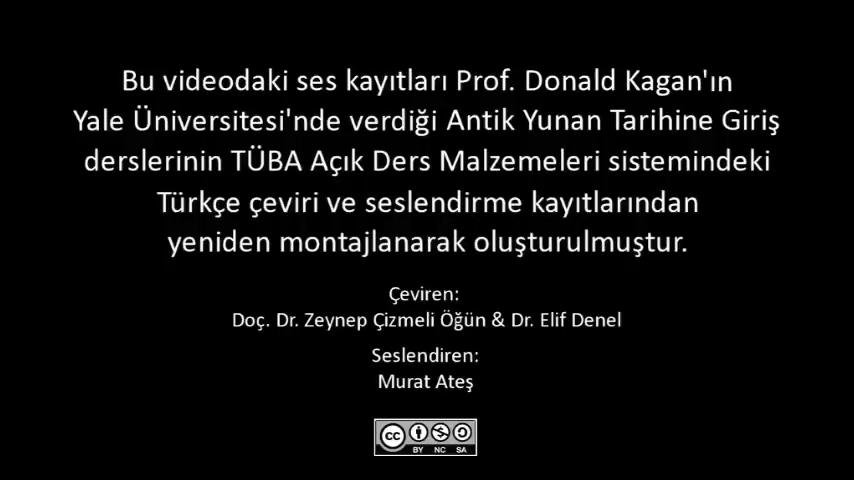 Bu videodaki ses kayıtları Prof. Donald Kagan'ın
Yale Üniversitesi'nde verdiği Antik Yunan Tarihine Giriş
derslerinin TÜBA Açık Ders Malzemeleri sistemindeki
Türkçe çeviri ve seslendirme kayıtlarından
yeniden montajlanarak oluşturulmuştur.
Çeviren:
Doç. Dr. Zeynep Çizmeli Öğün & Dr. Elif Denel
Seslendiren:
Murat Ateş
cc
BY NC SA